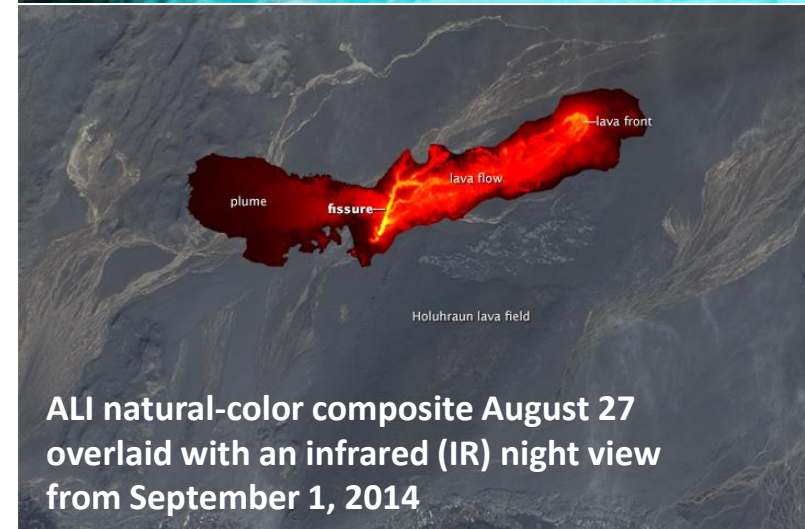 lava front
lava flow
plume
fissure
Holuhraun lava field
ALI natural-color composite August 27
overlaid with an infrared (IR) night view
from September 1, 2014